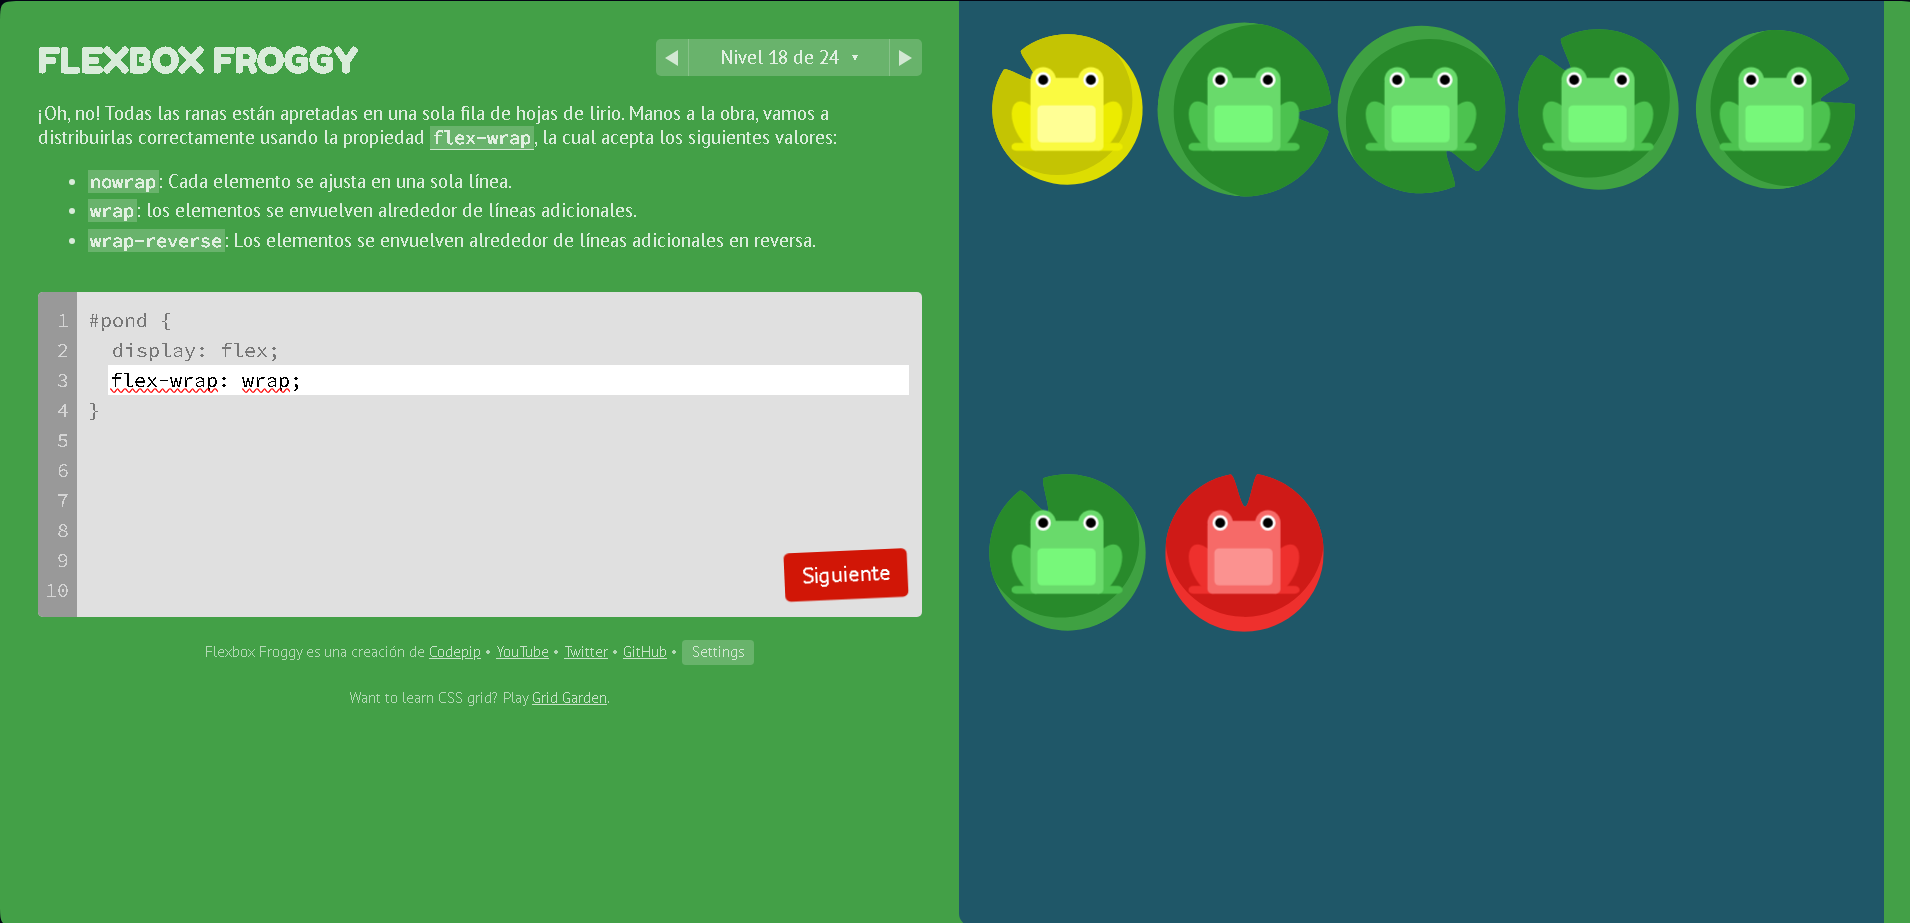 FLEXBOX FROGGY
◀ Nivel 18 de 24 ▾ ▶
¡Oh, no! Todas las ranas están apretadas en una sola fila de hojas de lirio. Manos a la obra, vamos a
distribuirlas correctamente usando la propiedad flex-wrap, la cual acepta los siguientes valores:
• nowrap: Cada elemento se ajusta en una sola línea.
• wrap: los elementos se envuelven alrededor de líneas adicionales.
• wrap-reverse: Los elementos se envuelven alrededor de líneas adicionales en reversa.
1 #pond {
2 display: flex;
3 flex-wrap: wrap;
4 }
5
6
7
8
9
10
Siguiente
Flexbox Froggy es una creación de Codepip • YouTube • Twitter • GitHub • Settings
Want to learn CSS grid? Play Grid Garden.